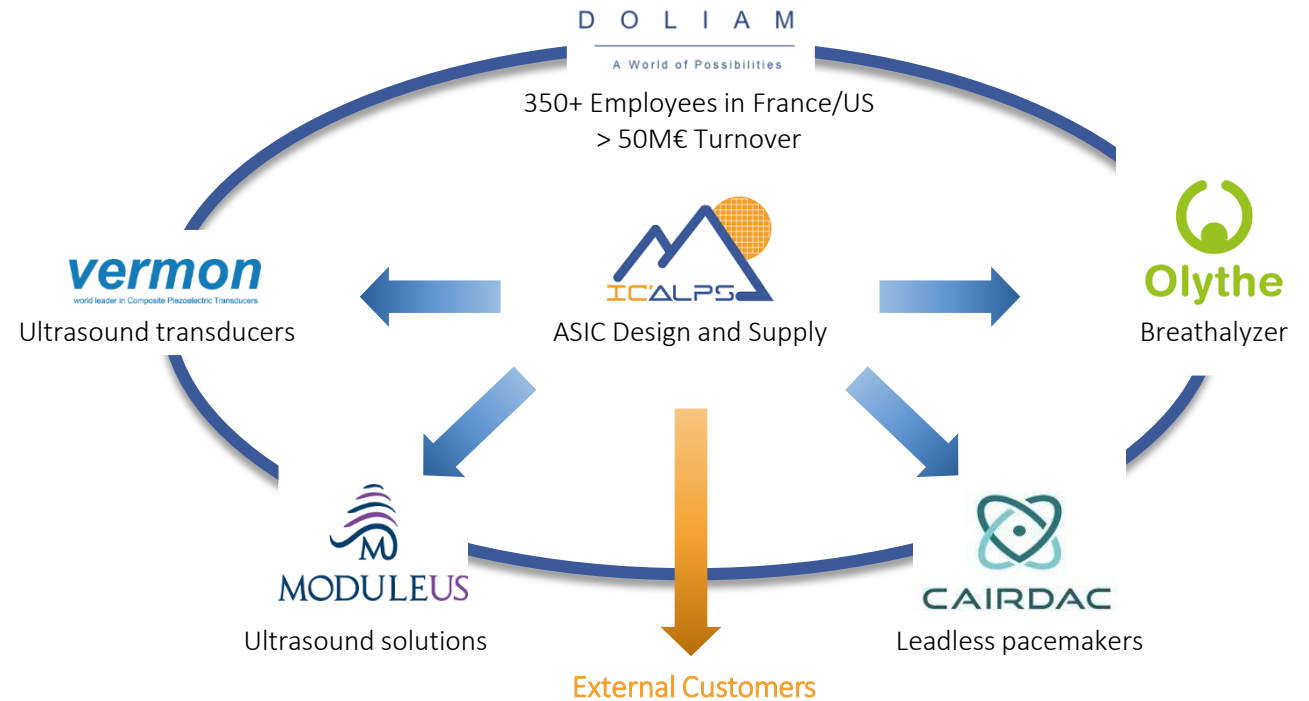 DOLIAM
A World of Possibilities
350+ Employees in France/US
> 50M€ Turnover
vermon
world leader in Composite Piezoelectric Transducers
Ultrasound transducers
IC'ALPS
ASIC Design and Supply
Olythe
Breathalyzer
M
MODULEUS
Ultrasound solutions
CAIRDAC
Leadless pacemakers
External Customers